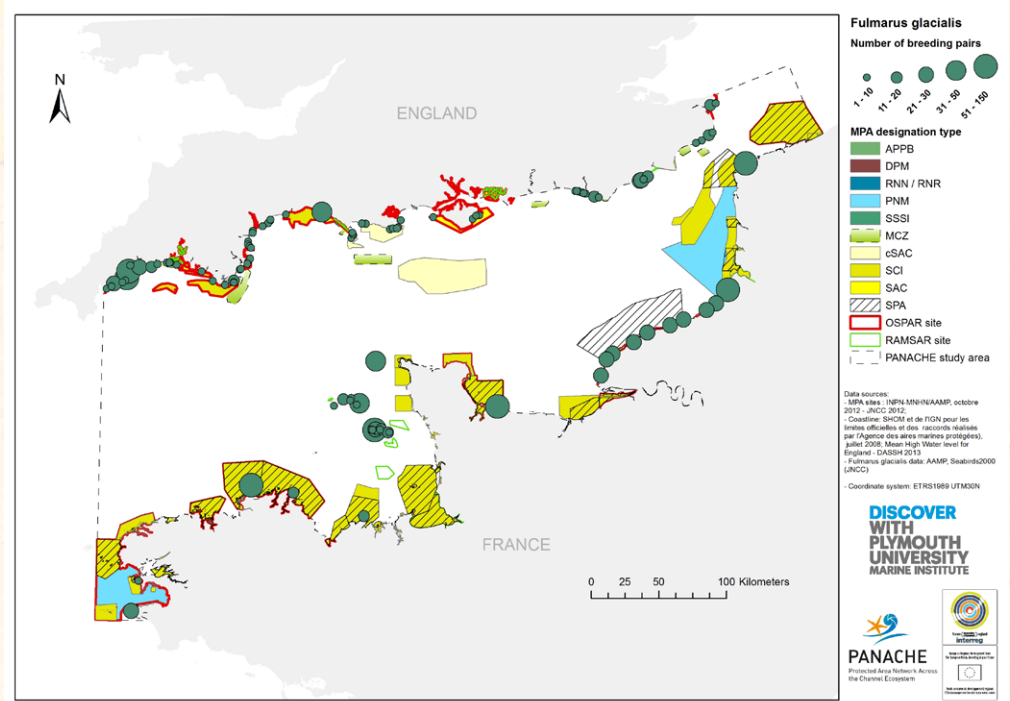 N
ENGLAND
FRANCE
0 25 50 100 Kilometers
Fulmarus glacialis
Number of breeding pairs
1 - 10
11 - 20
21 - 30
31 - 50
51 - 150
MPA designation type
APPB
DPM
RNN / RNR
PNM
SSSI
MCZ
cSAC
SCI
SAC
SPA
OSPAR site
RAMSAR site
PANACHE study area
Data sources:
- MPA sites : INPN-MNHN/AAMP, octobre
2012 - JNCC 2012;
- Coastline: SHOM et de l'IGN pour les
limites officielles et des raccords réalisés
par l'Agence des aires marines protégées),
juillet 2008; Mean High Water level for
England - DASSH 2013
- Fulmarus glacialis data: AAMP, Seabirds2000
(JNCC)
- Coordinate system: ETRS1989 UTM30N
DISCOVER
WITH
PLYMOUTH
UNIVERSITY
MARINE INSTITUTE
PANACHE
Protected Area Network Across
the Channel Ecosystem
interreg